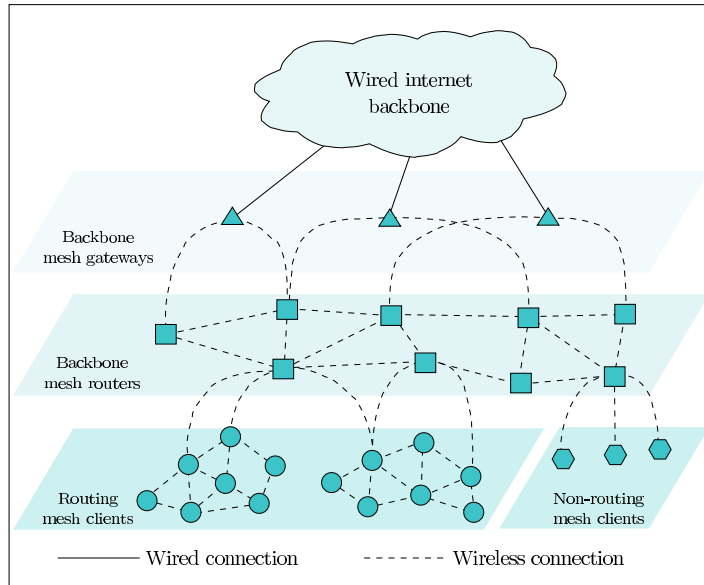 Wired internet
backbone
Backbone
mesh gateways
Backbone
mesh routers
Routing
mesh clients
Non-routing
mesh clients
Wired connection
Wireless connection